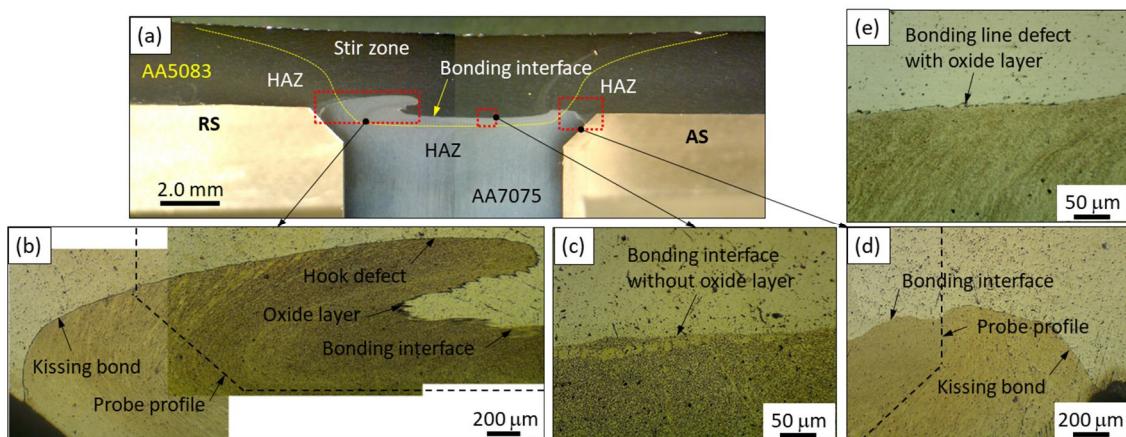 (a)
Stir zone
AA5083
HAZ
Bonding interface
HAZ
RS
HAZ
AS
AA7075
2.0 mm
(e)
Bonding line defect
with oxide layer
50 μm
(b)
Hook defect
Oxide layer
Bonding interface
Kissing bond
Probe profile
200 μm
(c)
Bonding interface
without oxide layer
50 μm
(d)
Bonding interface
Probe profile
Kissing bond
200 μm